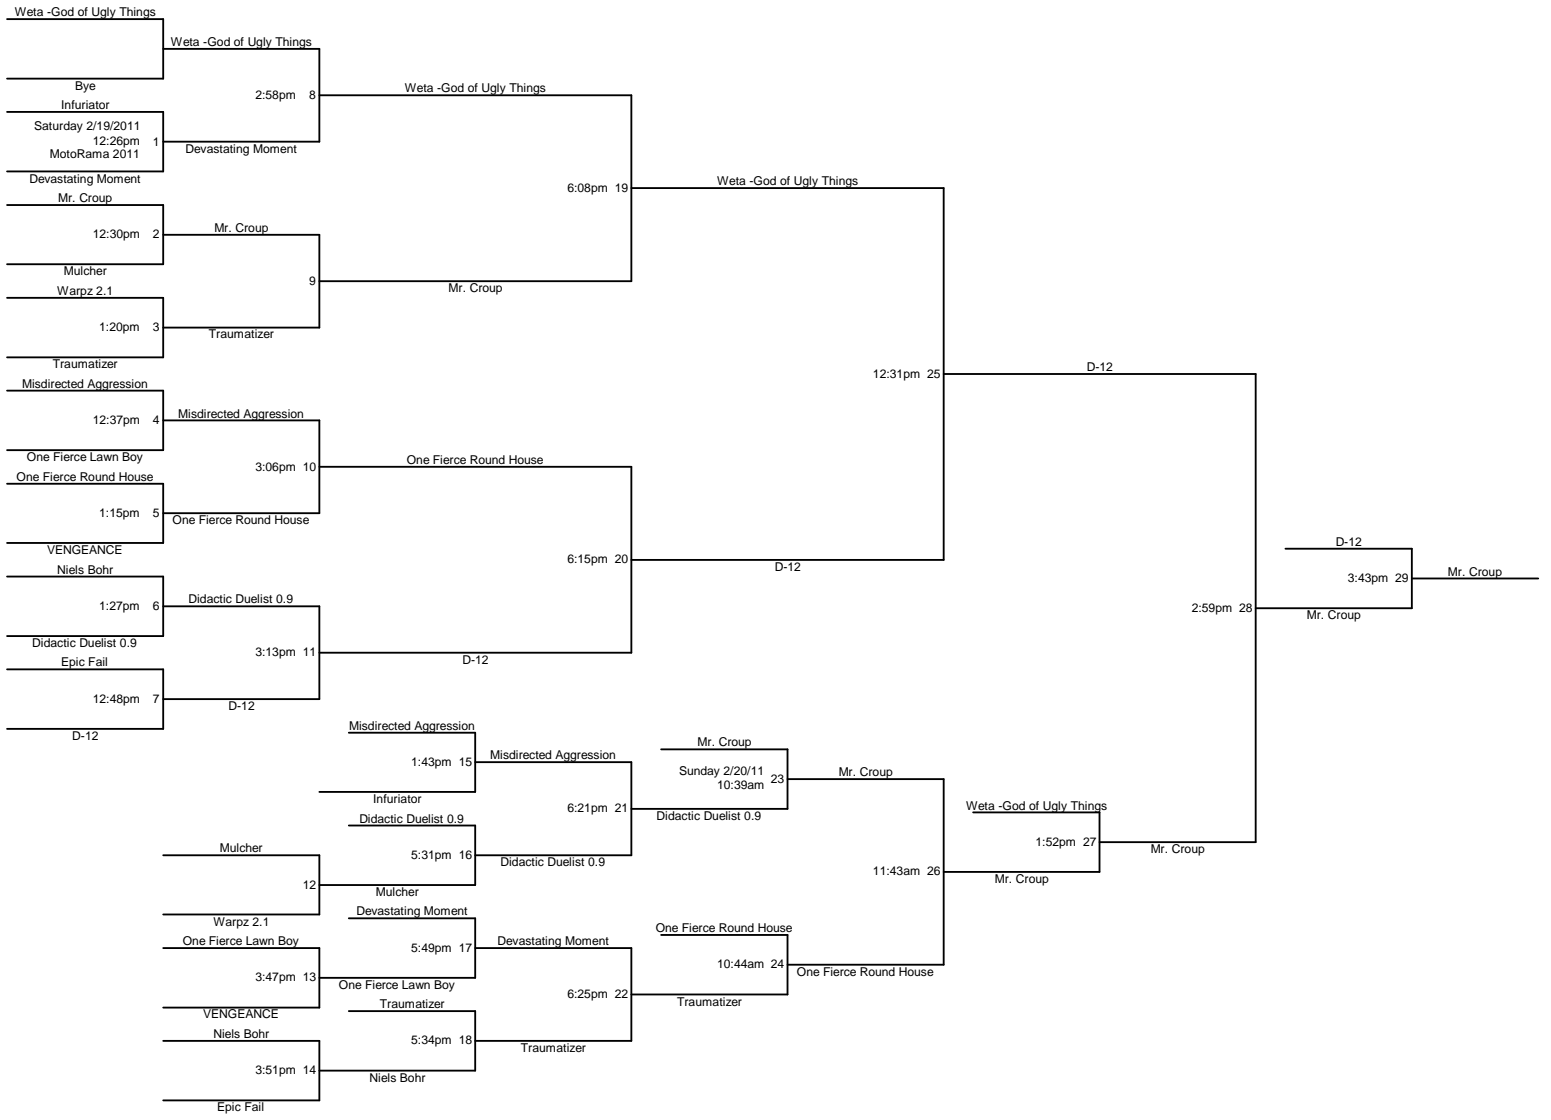 Weta -God of Ugly Things
Weta -God of Ugly Things
Bye
2:58pm 8
Weta -God of Ugly Things
Infuriator
Saturday 2/19/2011
12:26pm 1
MotoRama 2011
Devastating Moment
Devastating Moment
6:08pm 19
Weta -God of Ugly Things
Mr. Croup
12:30pm 2
Mr. Croup
Mulcher
9
Mr. Croup
Warpz 2.1
1:20pm 3
Traumatizer
Traumatizer
12:31pm 25
D-12
Misdirected Aggression
12:37pm 4
Misdirected Aggression
One Fierce Lawn Boy
3:06pm 10
One Fierce Round House
One Fierce Round House
1:15pm 5
One Fierce Round House
VENGEANCE
6:15pm 20
D-12
Niels Bohr
1:27pm 6
Didactic Duelist 0.9
Didactic Duelist 0.9
3:13pm 11
D-12
Epic Fail
12:48pm 7
D-12
D-12
2:59pm 28
D-12
3:43pm 29
Mr. Croup
Mr. Croup
Misdirected Aggression
1:43pm 15
Misdirected Aggression
Infuriator
6:21pm 21
Didactic Duelist 0.9
Mr. Croup
Sunday 2/20/11
10:39am 23
Mr. Croup
Didactic Duelist 0.9
5:31pm 16
Didactic Duelist 0.9
Mulcher
Mulcher
12
Warpz 2.1
11:43am 26
Mr. Croup
Weta -God of Ugly Things
1:52pm 27
Mr. Croup
Devastating Moment
5:49pm 17
Devastating Moment
One Fierce Lawn Boy
One Fierce Lawn Boy
3:47pm 13
VENGEANCE
6:25pm 22
Traumatizer
One Fierce Round House
10:44am 24
One Fierce Round House
Traumatizer
5:34pm 18
Traumatizer
Niels Bohr
Niels Bohr
3:51pm 14
Epic Fail